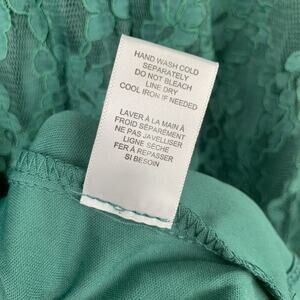 HAND WASH COLD
SEPARATELY
DO NOT BLEACH
LINE DRY
COOL IRON IF NEEDED
LAVER À LA MAIN À
FROID SÉPARÉMENT
NE PAS JAVELLISER
LIGNE SÉCHE
FER À REPASSER
SI BESOIN